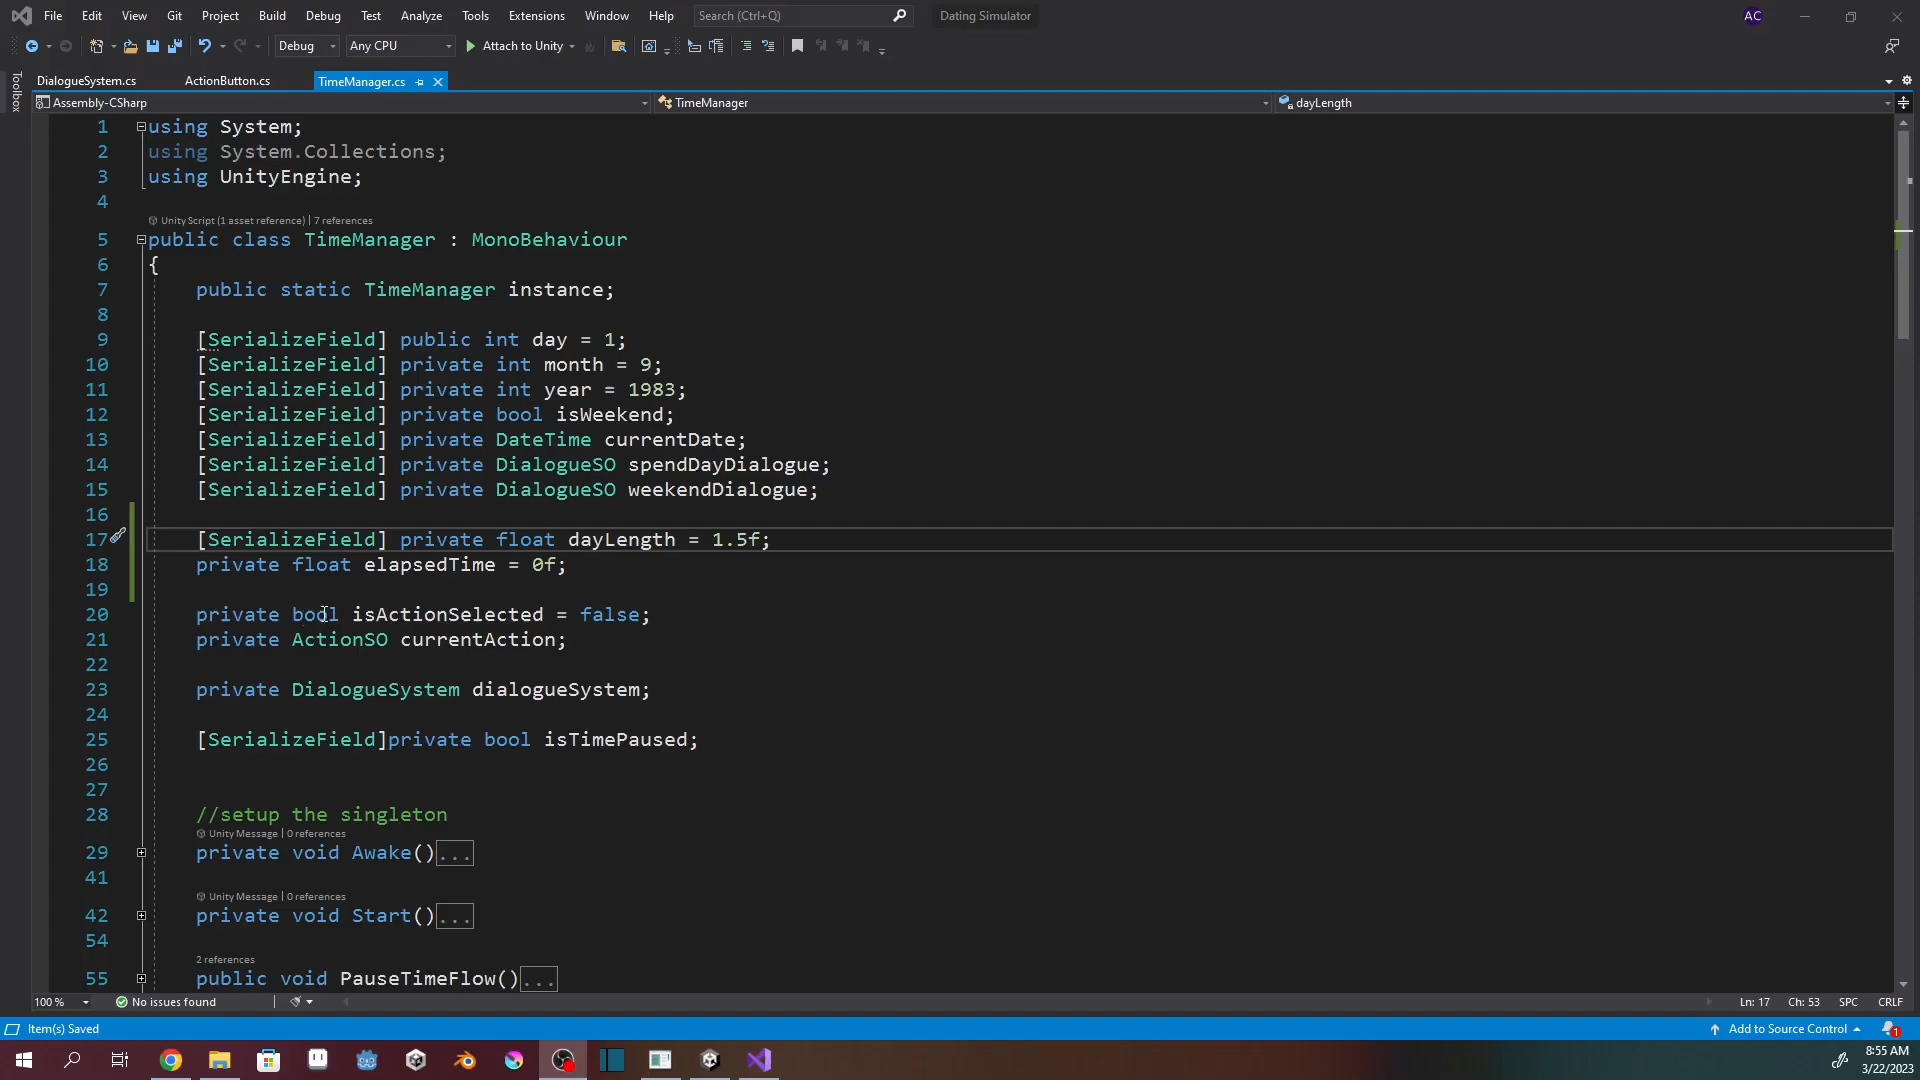 File Edit View Git Project Build Debug Test Analyze Tools Extensions Window Help Search (Ctrl+Q) Dating Simulator AC
Debug Any CPU Attach to Unity
Toolbox
DialogueSystem.cs ActionButton.cs TimeManager.cs
Assembly-CSharp TimeManager dayLength
1 using System;
2 using System.Collections;
3 using UnityEngine;
4
Unity Script (1 asset reference) | 7 references
5 public class TimeManager : MonoBehaviour
6 {
7 public static TimeManager instance;
8
9 [SerializeField] public int day = 1;
10 [SerializeField] private int month = 9;
11 [SerializeField] private int year = 1983;
12 [SerializeField] private bool isWeekend;
13 [SerializeField] private DateTime currentDate;
14 [SerializeField] private DialogueSO spendDayDialogue;
15 [SerializeField] private DialogueSO weekendDialogue;
16
17 [SerializeField] private float dayLength = 1.5f;
18 private float elapsedTime = 0f;
19
20 private bool isActionSelected = false;
21 private ActionSO currentAction;
22
23 private DialogueSystem dialogueSystem;
24
25 [SerializeField]private bool isTimePaused;
26
27
28 //setup the singleton
Unity Message | 0 references
29 private void Awake()...
41
Unity Message | 0 references
42 private void Start()...
54
2 references
55 public void PauseTimeFlow()...
100 % No issues found Ln: 17 Ch: 53 SPC CRLF
Item(s) Saved Add to Source Control 1
8:55 AM
3/22/2023